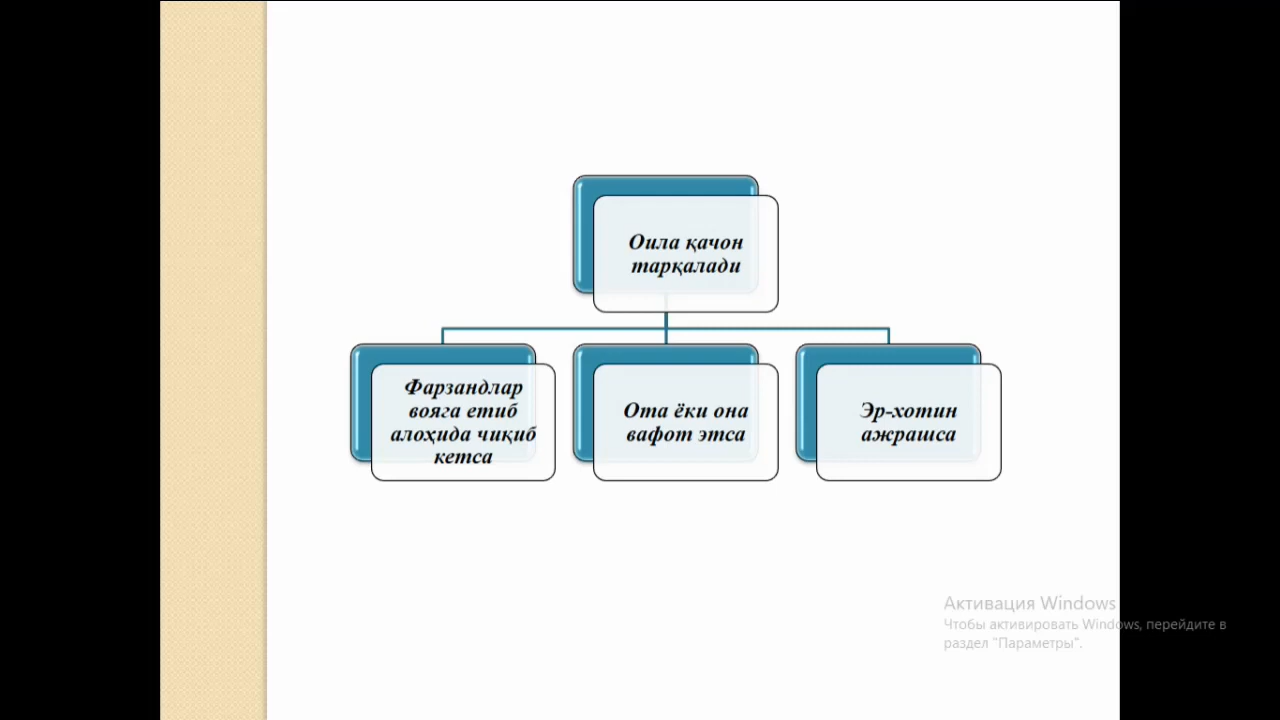 Оила қачон
тарқалади
Фарзандлар
вояга етиб
алоҳида чиқиб
кетса
Ота ёки она
вафот этса
Эр-хотин
ажрашса
Активация Windows
Чтобы активировать Windows, перейдите в
раздел "Параметры".